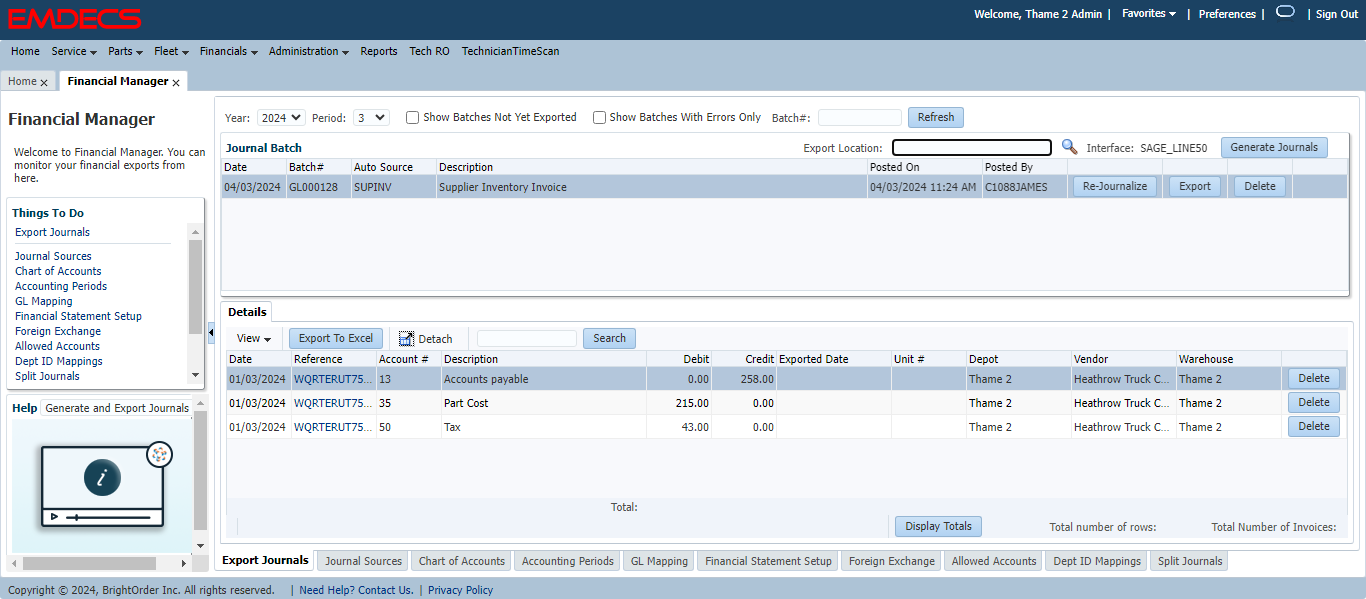 EMDECS
Welcome, Thame 2 Admin | Favorites | Preferences | | Sign Out
Home Service Parts Fleet Financials Administration Reports Tech RO TechnicianTimeScan
Home x Financial Manager x
Financial Manager
Welcome to Financial Manager. You can
monitor your financial exports from
here.
Things To Do
Export Journals
Journal Sources
Chart of Accounts
Accounting Periods
GL Mapping
Financial Statement Setup
Foreign Exchange
Allowed Accounts
Dept ID Mappings
Split Journals
Help Generate and Export Journals
i
Year: 2024 Period: 3 Show Batches Not Yet Exported Show Batches With Errors Only Batch#: Refresh
Journal Batch Export Location: Interface: SAGE_LINE50 Generate Journals
Date Batch# Auto Source Description Posted On Posted By
04/03/2024 GL000128 SUPINV Supplier Inventory Invoice 04/03/2024 11:24 AM C1088JAMES Re-Journalize Export Delete
Details
View Export To Excel Detach Search
Date Reference Account # Description Debit Credit Exported Date Unit # Depot Vendor Warehouse
01/03/2024 WQRTERUT75... 13 Accounts payable 0.00 258.00 Thame 2 Heathrow Truck C... Thame 2 Delete
01/03/2024 WQRTERUT75... 35 Part Cost 215.00 0.00 Thame 2 Heathrow Truck C... Thame 2 Delete
01/03/2024 WQRTERUT75... 50 Tax 43.00 0.00 Thame 2 Heathrow Truck C... Thame 2 Delete
Total:
Display Totals Total number of rows: Total Number of Invoices:
Export Journals Journal Sources Chart of Accounts Accounting Periods GL Mapping Financial Statement Setup Foreign Exchange Allowed Accounts Dept ID Mappings Split Journals
Copyright © 2024, BrightOrder Inc. All rights reserved. | Need Help? Contact Us. | Privacy Policy